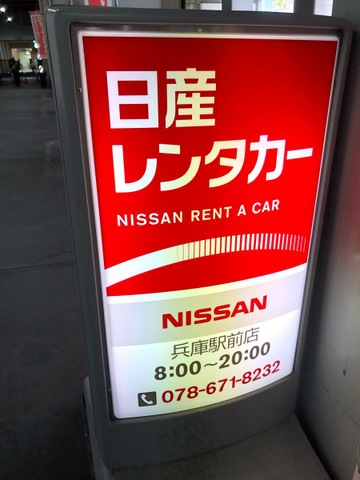 日産
レンタカー
NISSAN RENT A CAR
NISSAN
兵庫駅前店
8:00〜20:00
078-671-8232